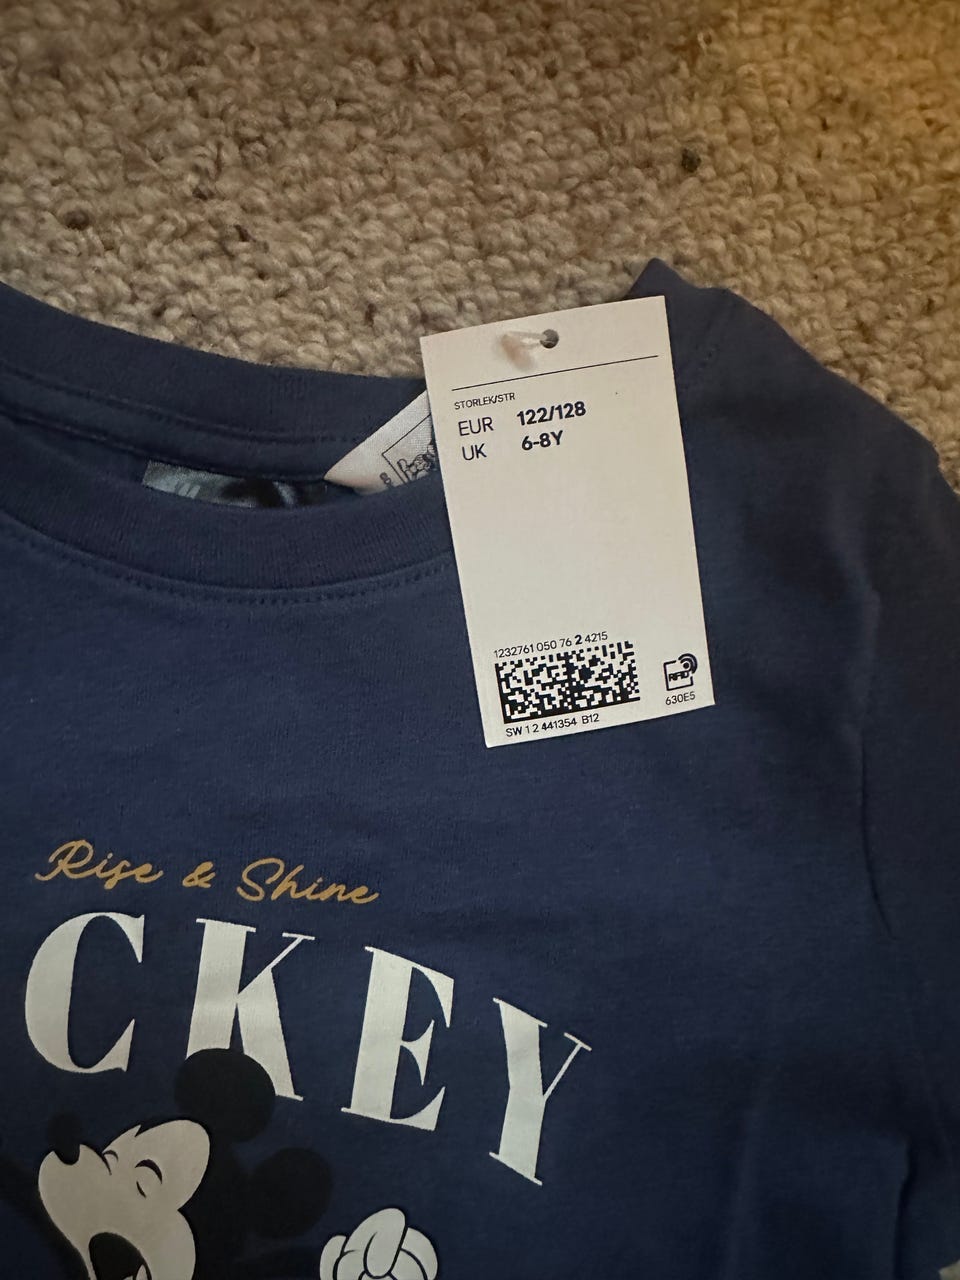 STORLEK/STR
EUR 122/128
UK 6-8Y
1232761 050 76 2 4215
RFID
630E5
SW 1 2 441354 B12
Rise & Shine
CKEY